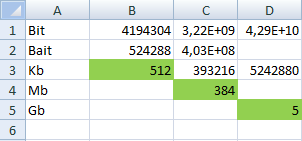 A B C D
1 Bit 4194304 3,22E+09 4,29E+10
2 Bait 524288 4,03E+08
3 Kb 512 393216 5242880
4 Mb 384
5 Gb 5
6